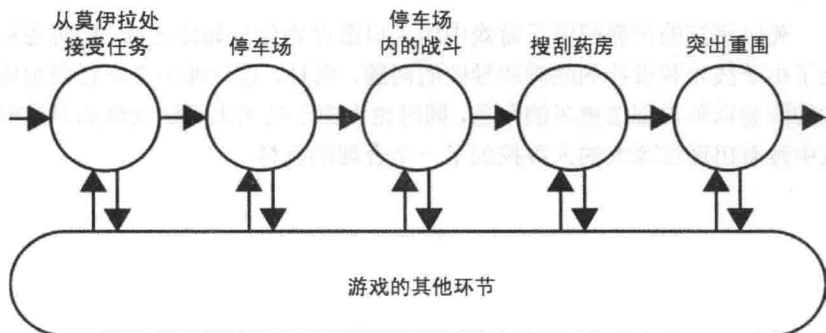 从莫伊拉处
接受任务
停车场
停车场
内的战斗
搜刮药房
突出重围
游戏的其他环节